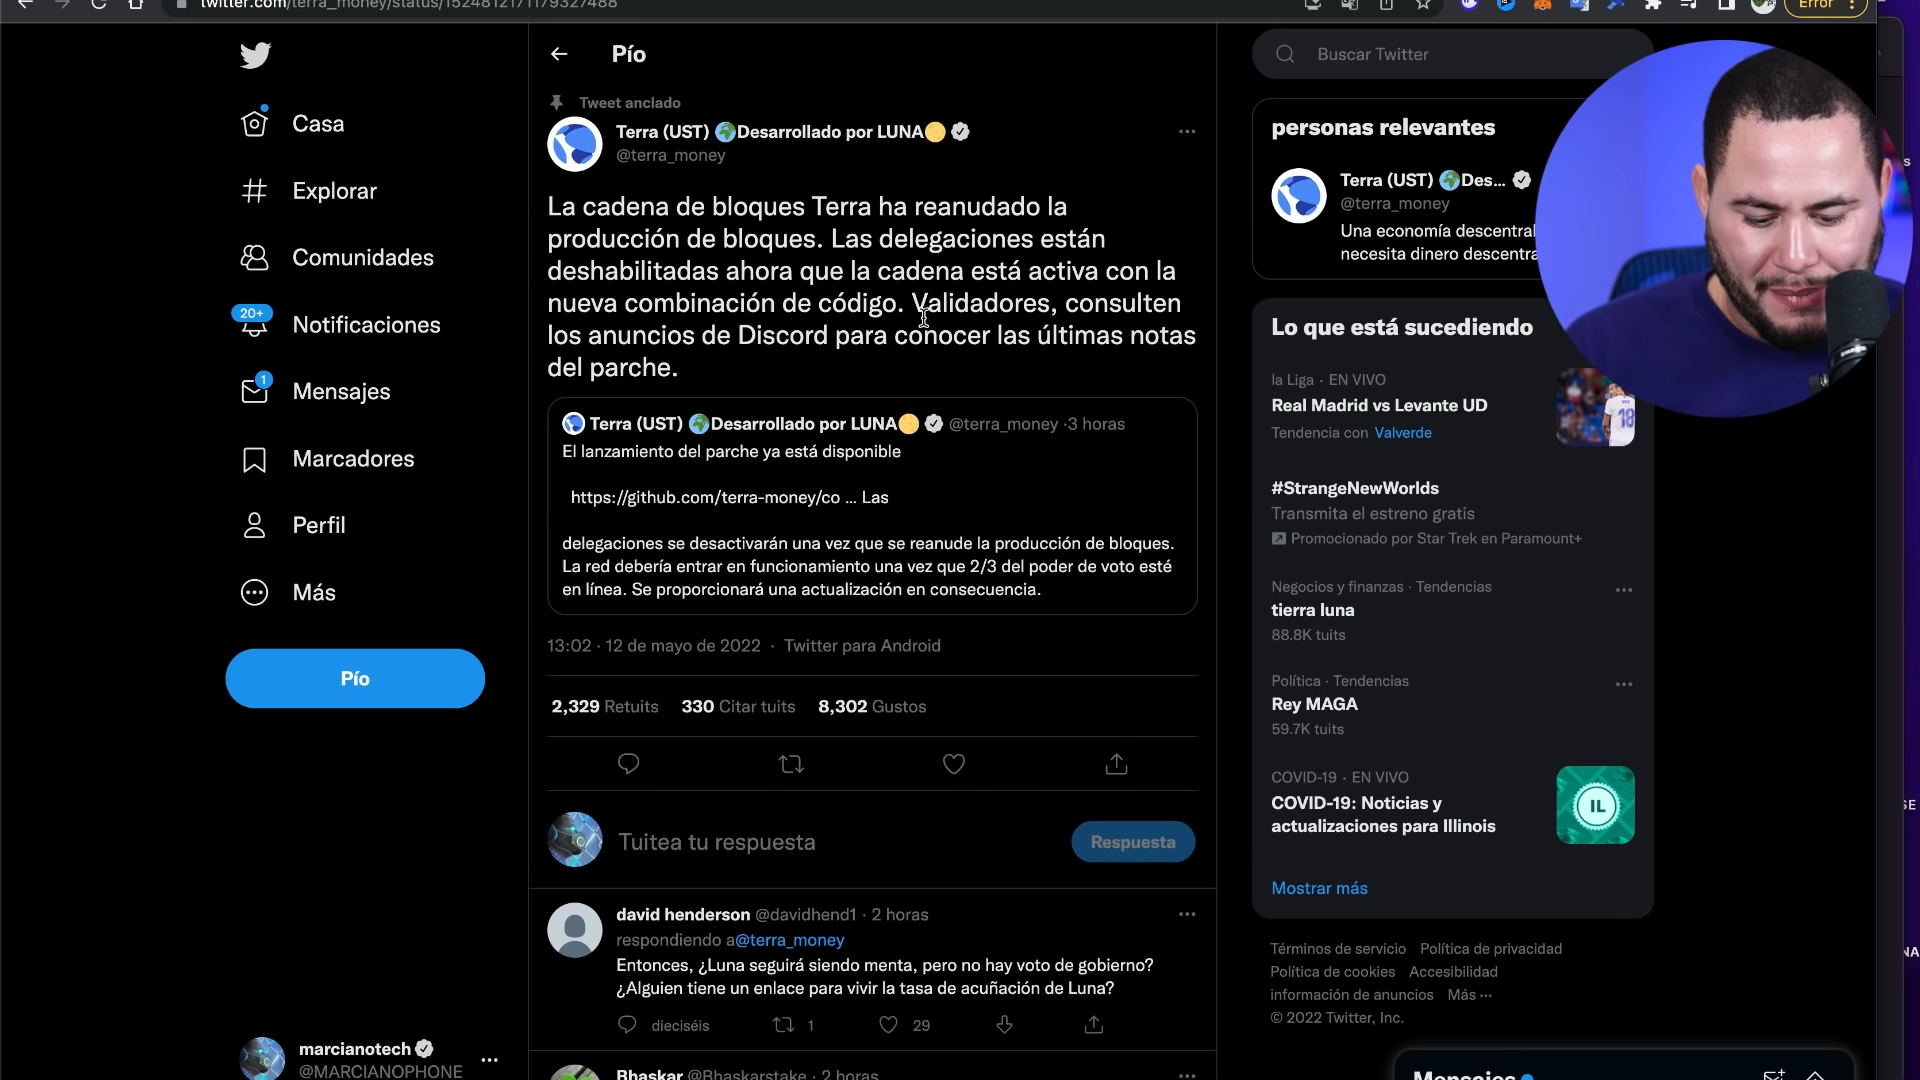 twitter.com/terra_money/status/1524812171179327488
Error
Casa
Explorar
Comunidades
20+
Notificaciones
1
Mensajes
Marcadores
Perfil
Más
Pío
marcianotech
@MARCIANOPHONE
Pío
Tweet anclado
Terra (UST) 🌍Desarrollado por LUNA🟡
@terra_money
La cadena de bloques Terra ha reanudado la
producción de bloques. Las delegaciones están
deshabilitadas ahora que la cadena está activa con la
nueva combinación de código. Validadores, consulten
los anuncios de Discord para conocer las últimas notas
del parche.
Terra (UST) 🌍Desarrollado por LUNA🟡 @terra_money ·3 horas
El lanzamiento del parche ya está disponible
https://github.com/terra-money/co ... Las
delegaciones se desactivarán una vez que se reanude la producción de bloques.
La red debería entrar en funcionamiento una vez que 2/3 del poder de voto esté
en línea. Se proporcionará una actualización en consecuencia.
13:02 · 12 de mayo de 2022 · Twitter para Android
2,329 Retuits 330 Citar tuits 8,302 Gustos
Tuitea tu respuesta
Respuesta
david henderson @davidhend1 · 2 horas
respondiendo a@terra_money
Entonces, ¿Luna seguirá siendo menta, pero no hay voto de gobierno?
¿Alguien tiene un enlace para vivir la tasa de acuñación de Luna?
dieciséis 1 29
Bhaskar @Bhaskarstake · 2 horas
Buscar Twitter
personas relevantes
Terra (UST) 🌍Des...
@terra_money
Una economía descentral
necesita dinero descentra
Lo que está sucediendo
la Liga · EN VIVO
Real Madrid vs Levante UD
Tendencia con Valverde
18
#StrangeNewWorlds
Transmita el estreno gratis
Promocionado por Star Trek en Paramount+
Negocios y finanzas · Tendencias
tierra luna
88.8K tuits
Política · Tendencias
Rey MAGA
59.7K tuits
COVID-19 · EN VIVO
COVID-19: Noticias y
actualizaciones para Illinois
IL
Mostrar más
Términos de servicio Política de privacidad
Política de cookies Accesibilidad
información de anuncios Más ···
© 2022 Twitter, Inc.
Mensajes